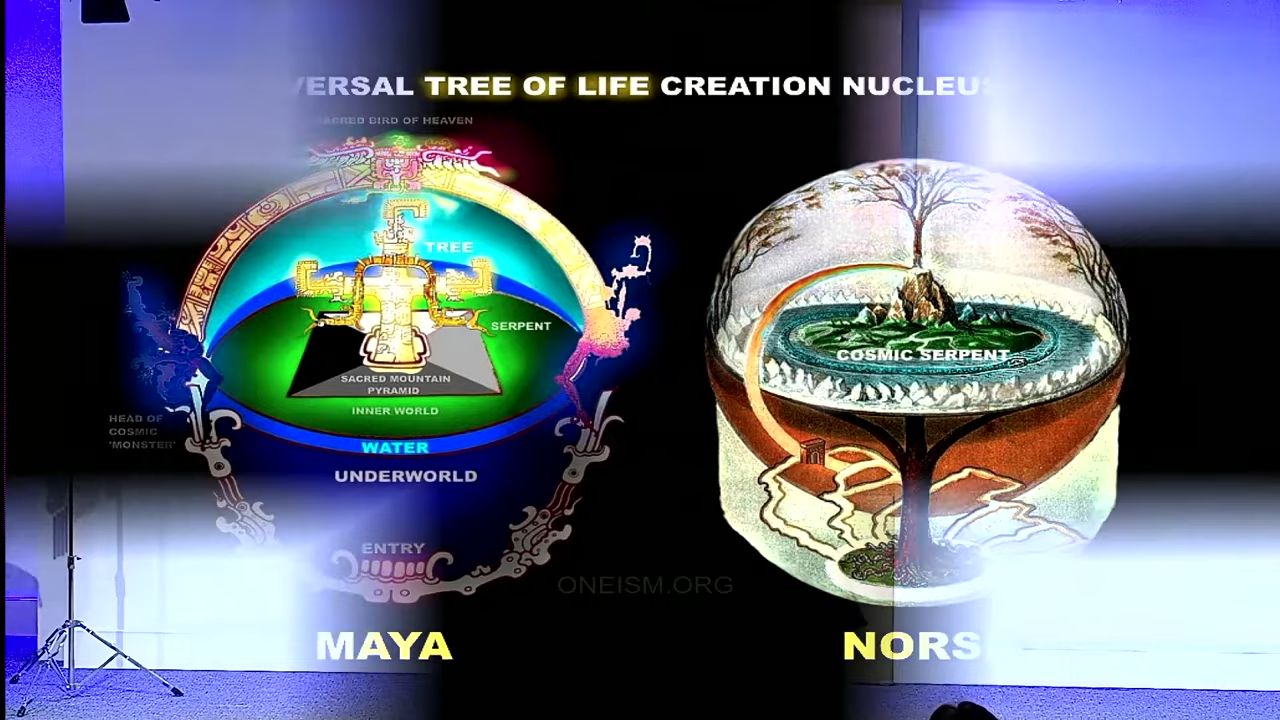 VERSAL TREE OF LIFE CREATION NUCLEUS
SACRED BIRD OF HEAVEN
TREE
SERPENT
COSMIC SERPENT
SACRED MOUNTAIN
PYRAMID
INNER WORLD
HEAD OF
COSMIC
'MONSTER'
WATER
UNDERWORLD
ENTRY
ONEISM.ORG
MAYA
NORS